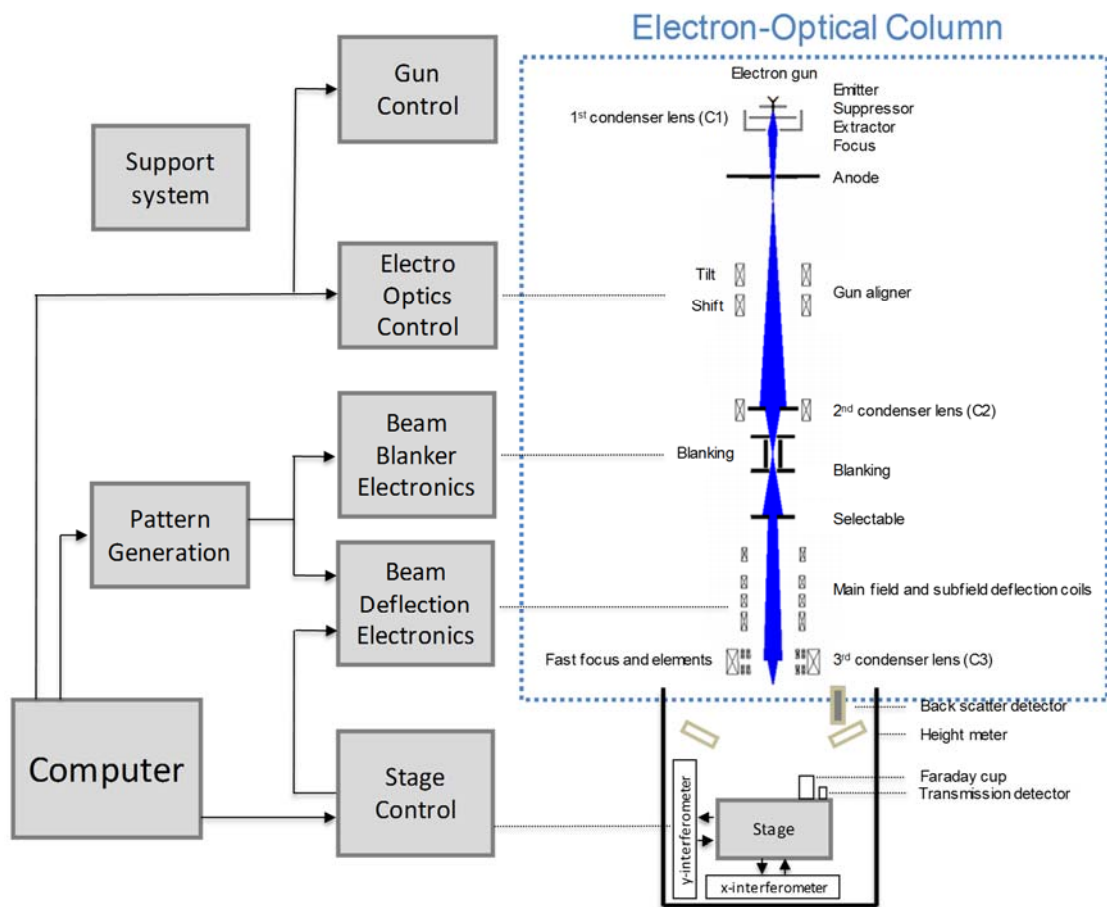 Electron-Optical Column
Gun
Control
Support
system
Electro
Optics
Control
Beam
Blanker
Electronics
Pattern
Generation
Beam
Deflection
Electronics
Computer
Stage
Control
Electron gun
1st condenser lens (C1)
Emitter
Suppressor
Extractor
Focus
Anode
Tilt
Shift
Gun aligner
2nd condenser lens (C2)
Blanking
Blanking
Selectable
Main field and subfield deflection coils
Fast focus and elements
3rd condenser lens (C3)
Back scatter detector
Height meter
Faraday cup
Transmission detector
y-interferometer
Stage
x-interferometer